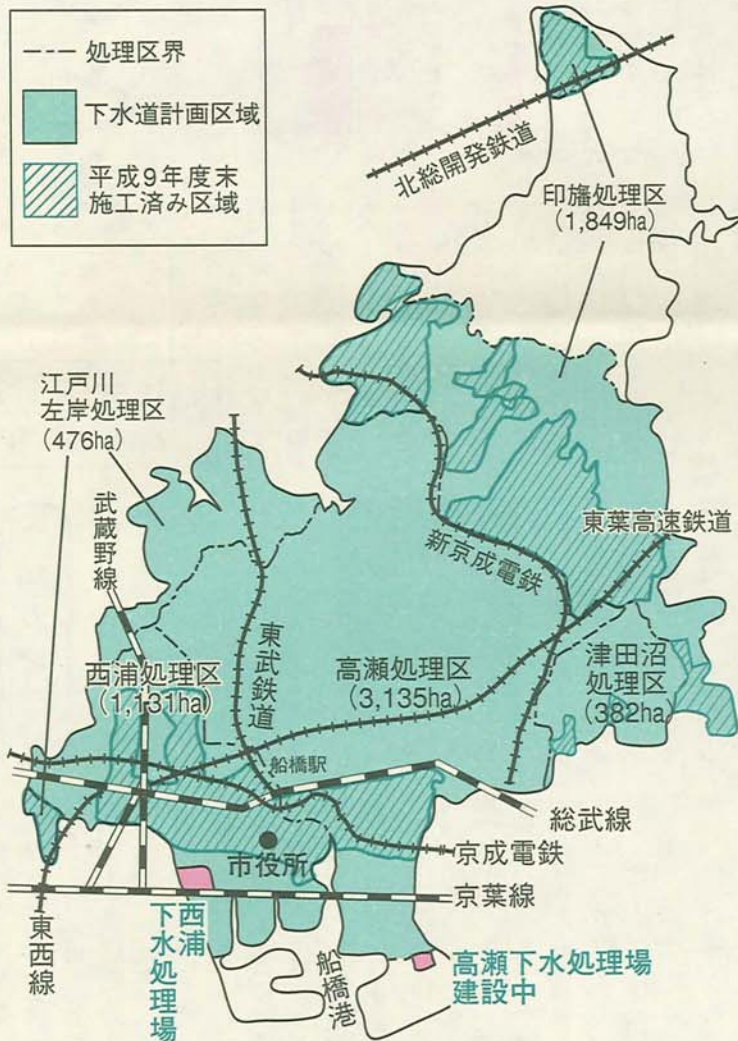 処理区界
下水道計画区域
平成9年度末
施工済み区域
北総開発鉄道
印旛処理区
(1,849ha)
江戸川
左岸処理区
(476ha)
武蔵野線
東葉高速鉄道
新京成電鉄
東武鉄道
西浦処理区
(1,131ha)
高瀬処理区
(3,135ha)
津田沼
処理区
(382ha)
船橋駅
総武線
市役所
京成電鉄
京葉線
東西線
西浦
下水処理場
船橋港
高瀬下水処理場
建設中